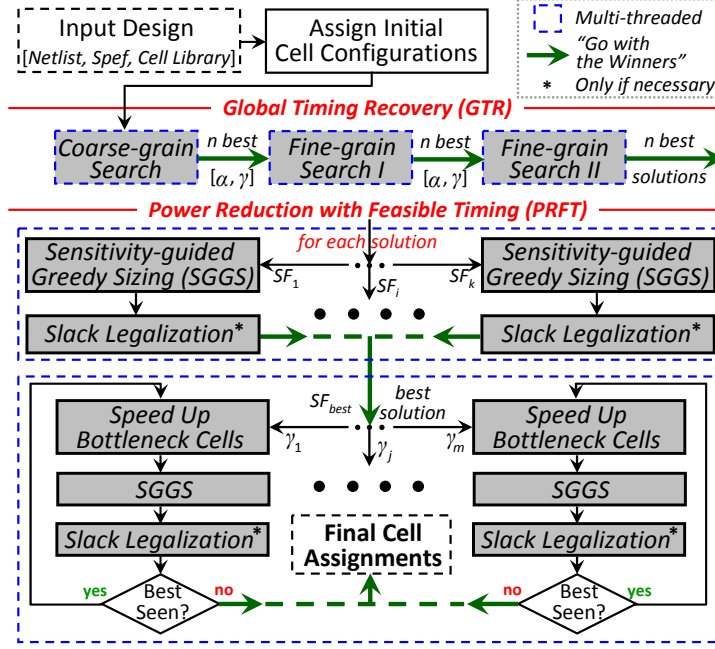 Input Design
[Netlist, Spef, Cell Library]
Assign Initial
Cell Configurations
Multi-threaded
"Go with
the Winners"
* Only if necessary
Global Timing Recovery (GTR)
Coarse-grain
Search
n best
[α, γ]
Fine-grain
Search I
n best
[α, γ]
Fine-grain
Search II
n best
solutions
Power Reduction with Feasible Timing (PRFT)
for each solution
Sensitivity-guided
Greedy Sizing (SGGS)
SF1
SFi
SFk
Sensitivity-guided
Greedy Sizing (SGGS)
Slack Legalization*
Slack Legalization*
SFbest
best
solution
Speed Up
Bottleneck Cells
γ1
γj
γm
Speed Up
Bottleneck Cells
SGGS
SGGS
Slack Legalization*
Final Cell
Assignments
Slack Legalization*
yes
Best
Seen?
no
no
Best
Seen?
yes